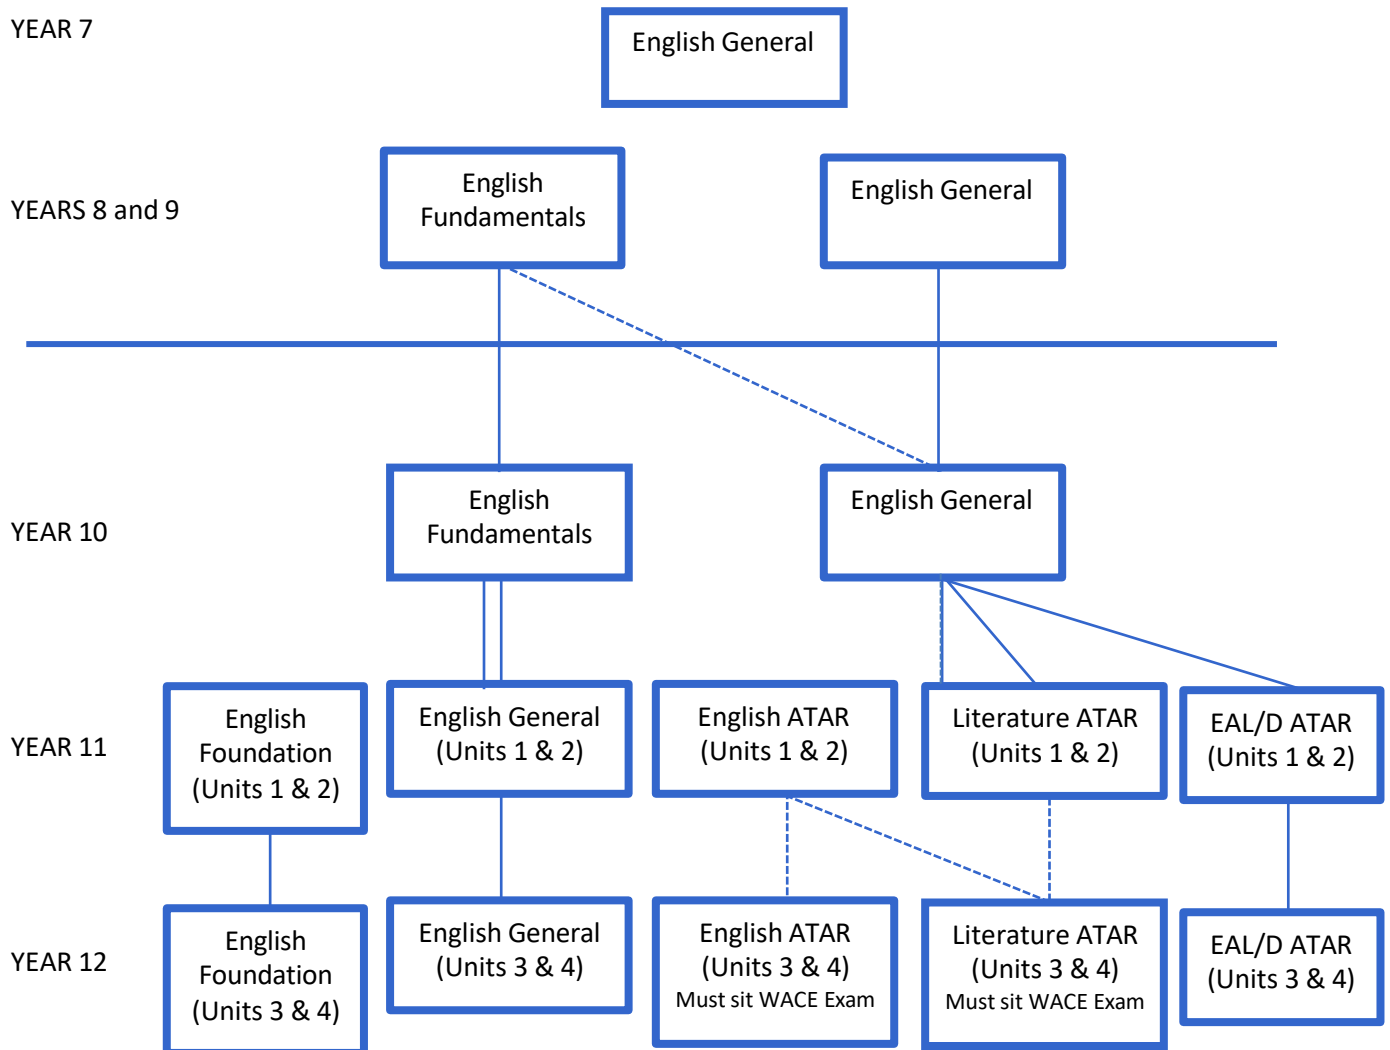 YEAR 7
English General
YEARS 8 and 9
English
Fundamentals
English General
YEAR 10
English
Fundamentals
English General
YEAR 11
English
Foundation
(Units 1 & 2)
English General
(Units 1 & 2)
English ATAR
(Units 1 & 2)
Literature ATAR
(Units 1 & 2)
EAL/D ATAR
(Units 1 & 2)
YEAR 12
English
Foundation
(Units 3 & 4)
English General
(Units 3 & 4)
English ATAR
(Units 3 & 4)
Must sit WACE Exam
Literature ATAR
(Units 3 & 4)
Must sit WACE Exam
EAL/D ATAR
(Units 3 & 4)